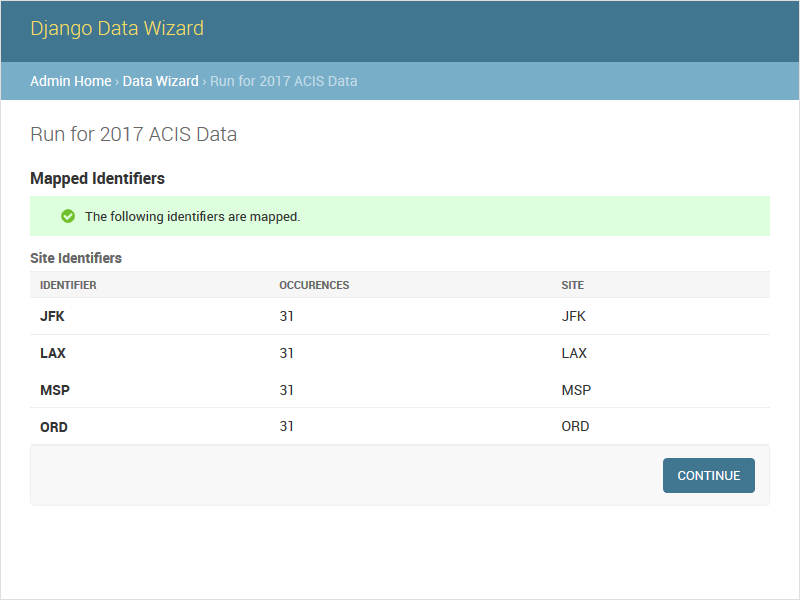 Django Data Wizard
Admin Home › Data Wizard › Run for 2017 ACIS Data
Run for 2017 ACIS Data
Mapped Identifiers
The following identifiers are mapped.
Site Identifiers
IDENTIFIER OCCURENCES SITE
JFK 31 JFK
LAX 31 LAX
MSP 31 MSP
ORD 31 ORD
CONTINUE